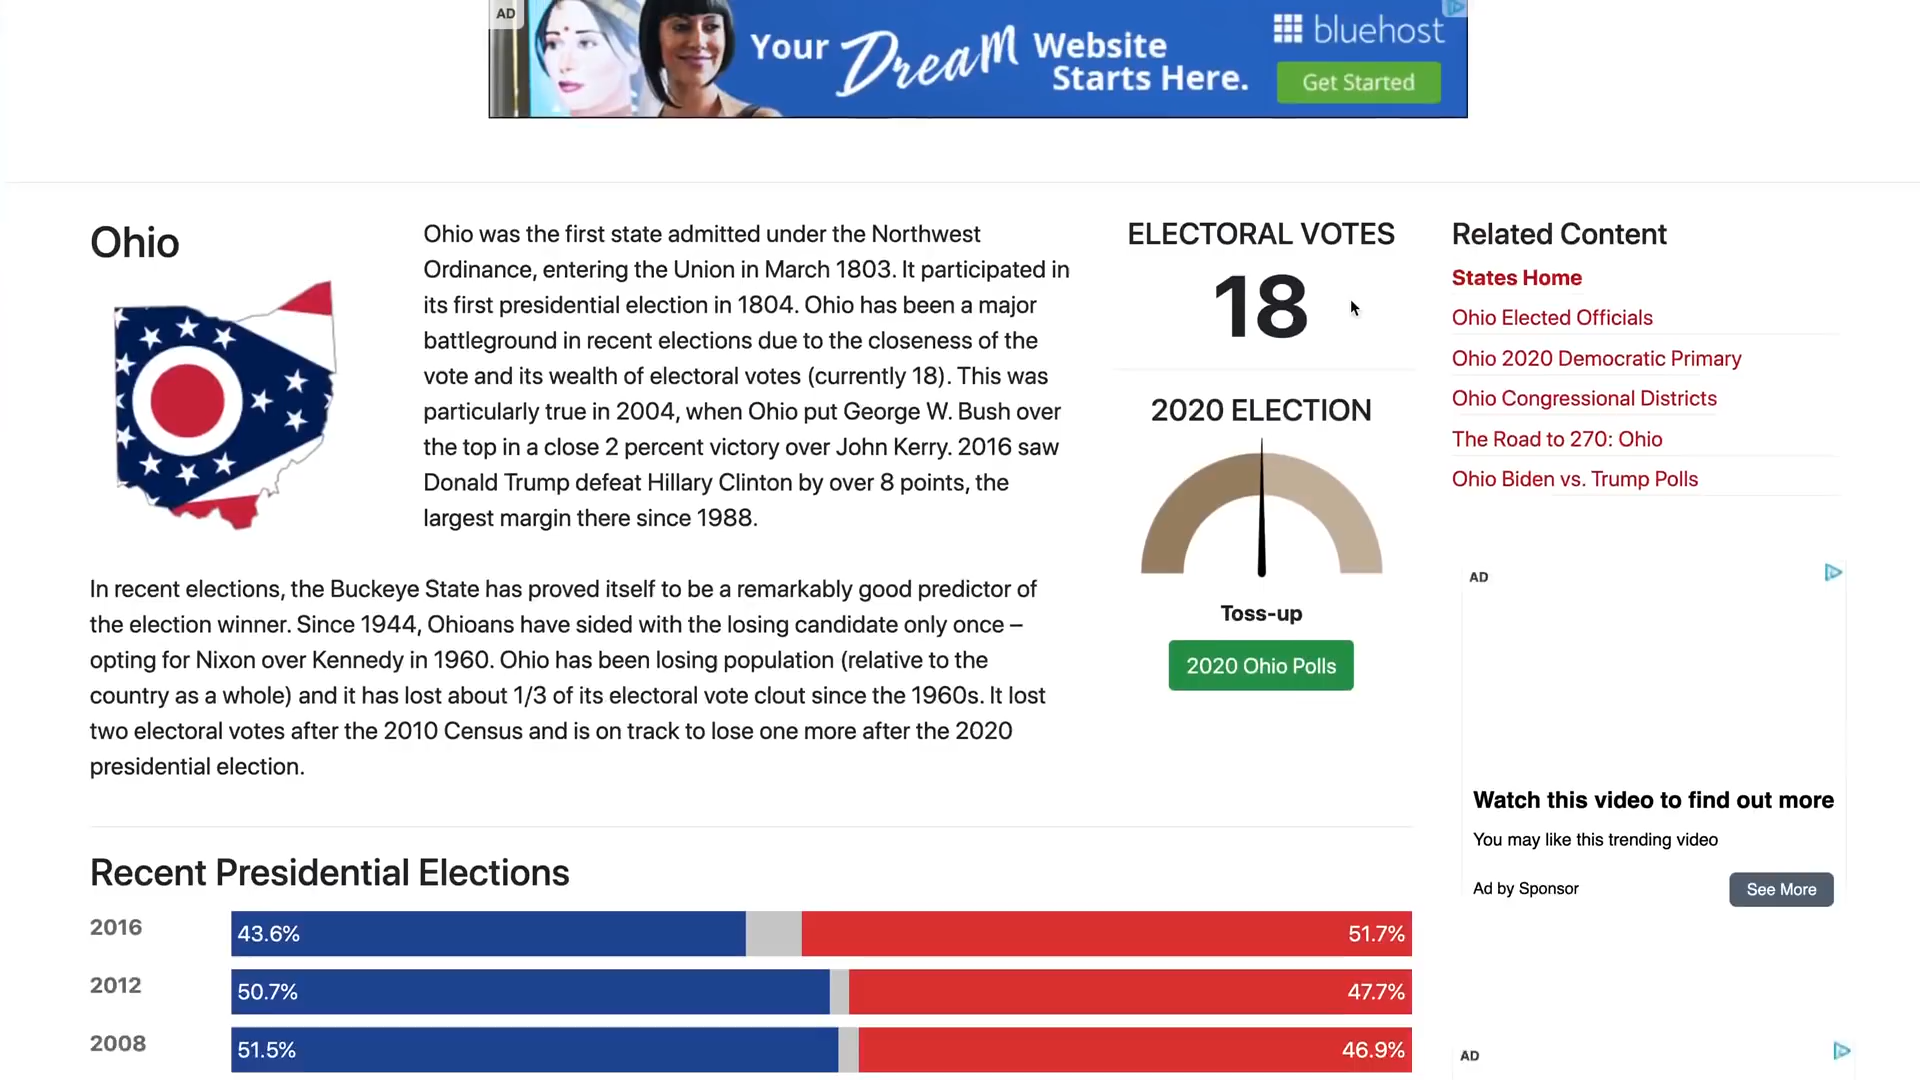 AD
Your Dream Website
Starts Here.
bluehost
Get Started
Ohio
Ohio was the first state admitted under the Northwest
Ordinance, entering the Union in March 1803. It participated in
its first presidential election in 1804. Ohio has been a major
battleground in recent elections due to the closeness of the
vote and its wealth of electoral votes (currently 18). This was
particularly true in 2004, when Ohio put George W. Bush over
the top in a close 2 percent victory over John Kerry. 2016 saw
Donald Trump defeat Hillary Clinton by over 8 points, the
largest margin there since 1988.
In recent elections, the Buckeye State has proved itself to be a remarkably good predictor of
the election winner. Since 1944, Ohioans have sided with the losing candidate only once –
opting for Nixon over Kennedy in 1960. Ohio has been losing population (relative to the
country as a whole) and it has lost about 1/3 of its electoral vote clout since the 1960s. It lost
two electoral votes after the 2010 Census and is on track to lose one more after the 2020
presidential election.
ELECTORAL VOTES
18
2020 ELECTION
Toss-up
2020 Ohio Polls
Related Content
States Home
Ohio Elected Officials
Ohio 2020 Democratic Primary
Ohio Congressional Districts
The Road to 270: Ohio
Ohio Biden vs. Trump Polls
AD
Watch this video to find out more
You may like this trending video
Ad by Sponsor
See More
Recent Presidential Elections
2016 43.6% 51.7%
2012 50.7% 47.7%
2008 51.5% 46.9%
AD